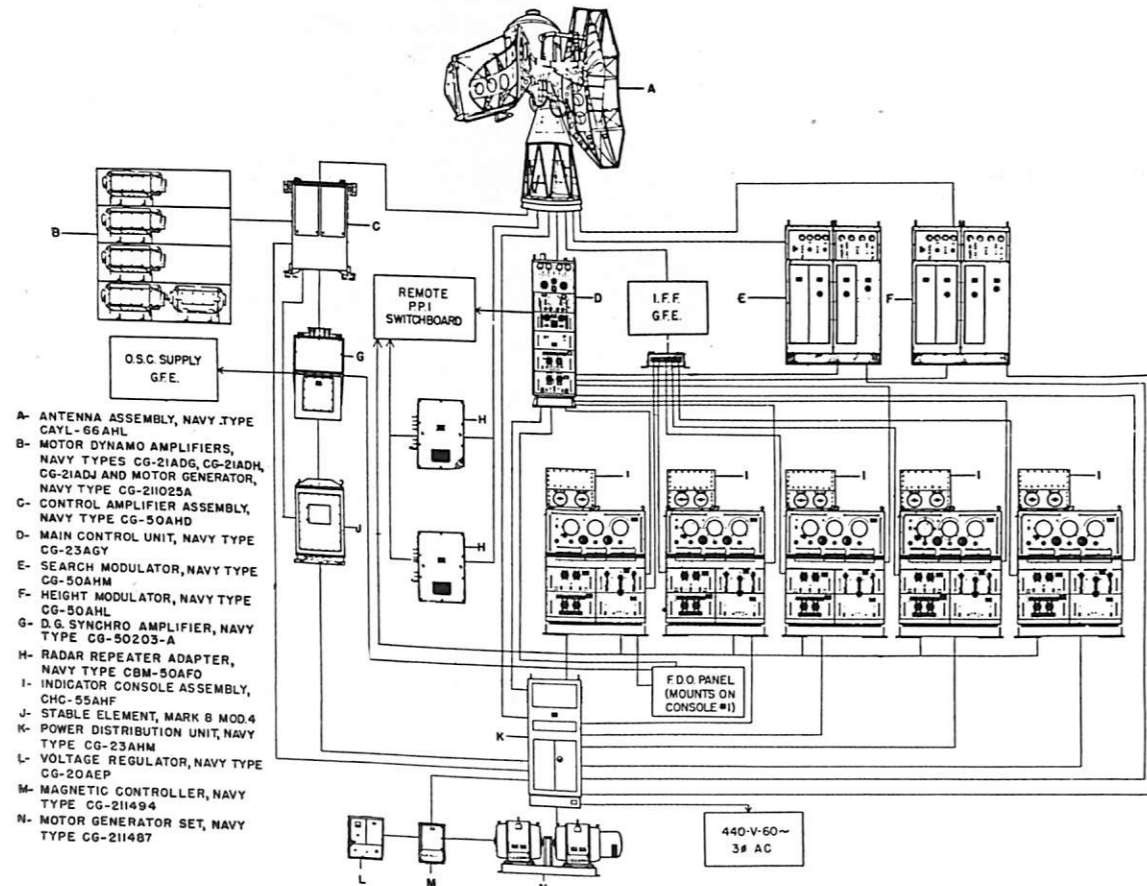 A
B
C
D
E
F
REMOTE
P.P.I
SWITCHBOARD
I.F.F.
G.F.E.
O.S.C. SUPPLY
G.F.E.
G
H
H
J
I
I
I
I
A- ANTENNA ASSEMBLY, NAVY TYPE
CAYL-66AHL
B- MOTOR DYNAMO AMPLIFIERS,
NAVY TYPES CG-21ADG, CG-21ADH,
CG-21ADJ AND MOTOR GENERATOR,
NAVY TYPE CG-211025A
C- CONTROL AMPLIFIER ASSEMBLY,
NAVY TYPE CG-50AHD
D- MAIN CONTROL UNIT, NAVY TYPE
CG-23AGY
E- SEARCH MODULATOR, NAVY TYPE
CG-50AHM
F- HEIGHT MODULATOR, NAVY TYPE
CG-50AHL
G- D.G. SYNCHRO AMPLIFIER, NAVY
TYPE CG-50203-A
H- RADAR REPEATER ADAPTER,
NAVY TYPE CBM-50AFO
I- INDICATOR CONSOLE ASSEMBLY,
CHC-55AHF
J- STABLE ELEMENT, MARK 8 MOD.4
K- POWER DISTRIBUTION UNIT, NAVY
TYPE CG-23AHM
L- VOLTAGE REGULATOR, NAVY TYPE
CG-20AEP
M- MAGNETIC CONTROLLER, NAVY
TYPE CG-211494
N- MOTOR GENERATOR SET, NAVY
TYPE CG-211487
F.D.O. PANEL
(MOUNTS ON
CONSOLE #1)
K
440-V-60~
3ø AC
L
M
N